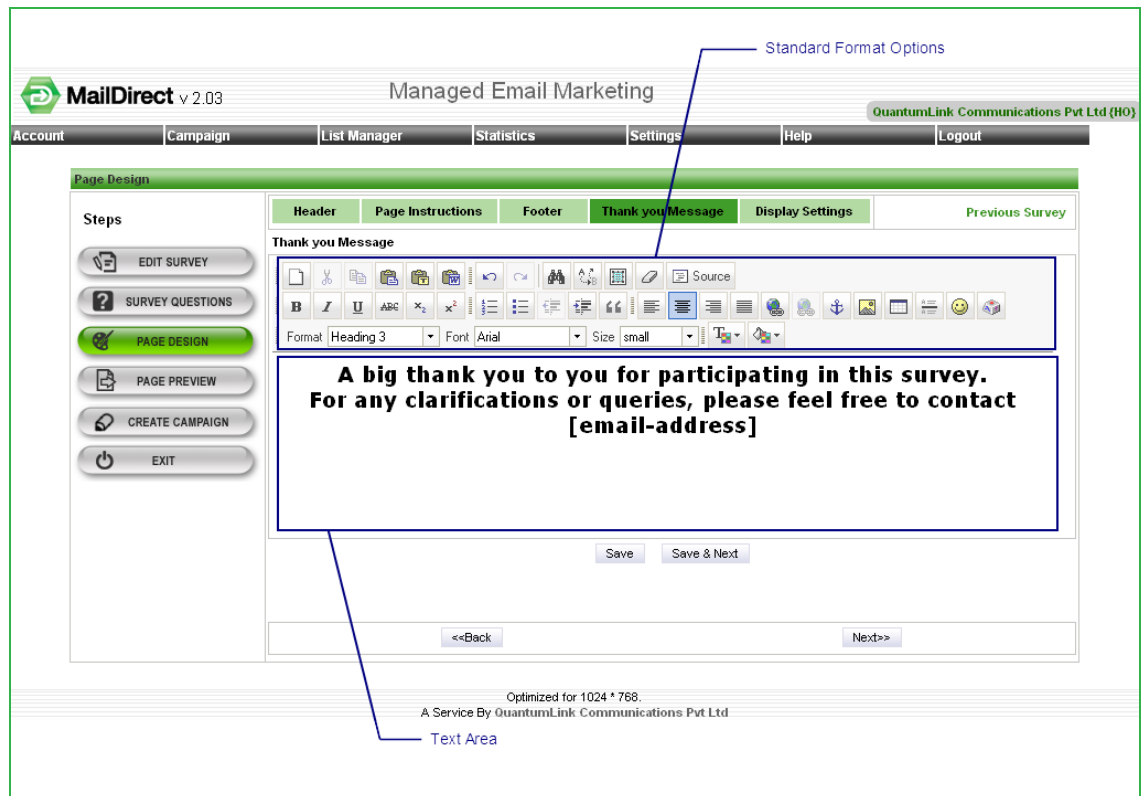 Standard Format Options
MailDirect v 2.03
Managed Email Marketing
QuantumLink Communications Pvt Ltd {HO}
Account Campaign List Manager Statistics Settings Help Logout
Page Design
Steps
Header Page Instructions Footer Thank you Message Display Settings Previous Survey
Thank you Message
EDIT SURVEY
SURVEY QUESTIONS
PAGE DESIGN
PAGE PREVIEW
CREATE CAMPAIGN
EXIT
Source
B I U ABC x₂ x²
Format Heading 3 Font Arial Size small
A big thank you to you for participating in this survey.
For any clarifications or queries, please feel free to contact
[email-address]
Save Save & Next
<<Back Next>>
Optimized for 1024 * 768.
A Service By QuantumLink Communications Pvt Ltd
Text Area